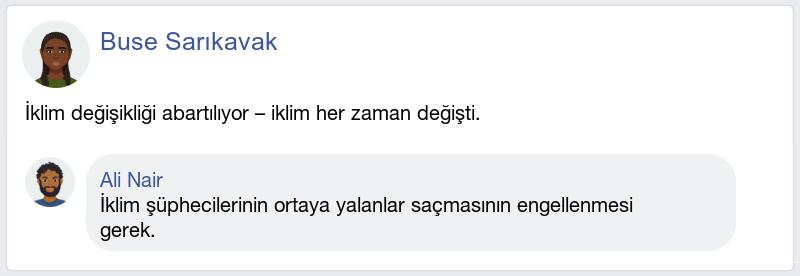 Buse Sarıkavak
İklim değişikliği abartılıyor – iklim her zaman değişti.
Ali Nair
İklim şüphecilerinin ortaya yalanlar saçmasının engellenmesi
gerek.